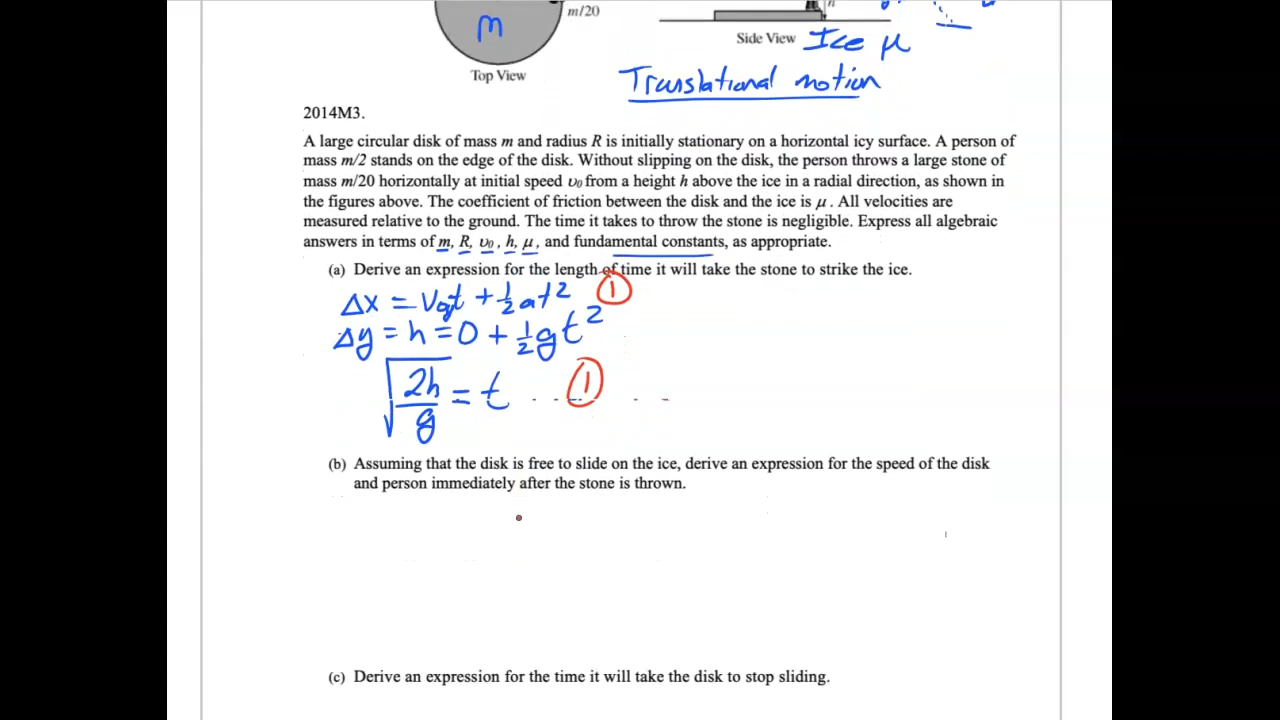 m
m/20
Side View
Ice μ
Top View
Translational motion
2014M3.
A large circular disk of mass m and radius R is initially stationary on a horizontal icy surface. A person of
mass m/2 stands on the edge of the disk. Without slipping on the disk, the person throws a large stone of
mass m/20 horizontally at initial speed υ0 from a height h above the ice in a radial direction, as shown in
the figures above. The coefficient of friction between the disk and the ice is μ . All velocities are
measured relative to the ground. The time it takes to throw the stone is negligible. Express all algebraic
answers in terms of m, R, υ0 , h, μ, and fundamental constants, as appropriate.
(a) Derive an expression for the length of time it will take the stone to strike the ice.
Δx = V₀t + ½at² ①
Δy = h = 0 + ½gt²
√(2h/g) = t ①
(b) Assuming that the disk is free to slide on the ice, derive an expression for the speed of the disk
and person immediately after the stone is thrown.
(c) Derive an expression for the time it will take the disk to stop sliding.